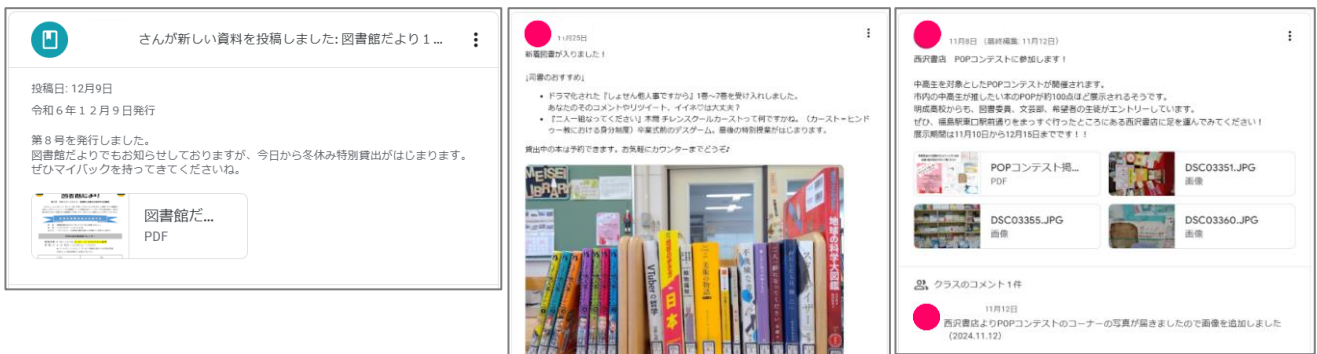 さんが新しい資料を投稿しました: 図書館だより１…
投稿日: 12月9日
令和６年１２月９日発行
第８号を発行しました。
図書館だよりでもお知らせしておりますが、今日から冬休み特別貸出がはじまります。
ぜひマイバックを持ってきてくださいね。
図書館だ...
PDF
11月25日
新着図書が入りました！
↓司書のおすすめ↓
• ドラマ化された『しょせん他人事ですから』1巻～7巻を受け入れしました。
あなたのそのコメントやリツイート、イイネ♡は大丈夫？
• 『二人一組なってください』木爾チレンスクールカーストって何ですかね。（カースト＝ヒンド
ゥー教における身分制度）卒業式前のデスゲーム。最後の特別授業がはじまります。
貸出中の本は予約できます。お気軽にカウンターまでどうぞ♪
MEISEI
LIBRARY
VTuberの哲学
日本
美術の物語
地球の科学大図鑑
11月8日 （最終編集: 11月12日）
西沢書店　POPコンテストに参加します！
中高生を対象としたPOPコンテストが開催されます。
市内の中高生が推したい本のPOPが約100点ほど展示されるそうです。
明成高校からも、図書委員、文芸部、希望者の生徒がエントリーしています。
ぜひ、福島駅東口駅前通りをまっすぐ行ったところにある西沢書店に足を運んでみてください！
展示期間は11月10日から12月15日までです！！
POPコンテスト掲...
PDF
DSC03351.JPG
画像
DSC03355.JPG
画像
DSC03360.JPG
画像
クラスのコメント 1 件
11月12日
西沢書店よりPOPコンテストのコーナーの写真が届きましたので画像を追加しました
（2024.11.12）